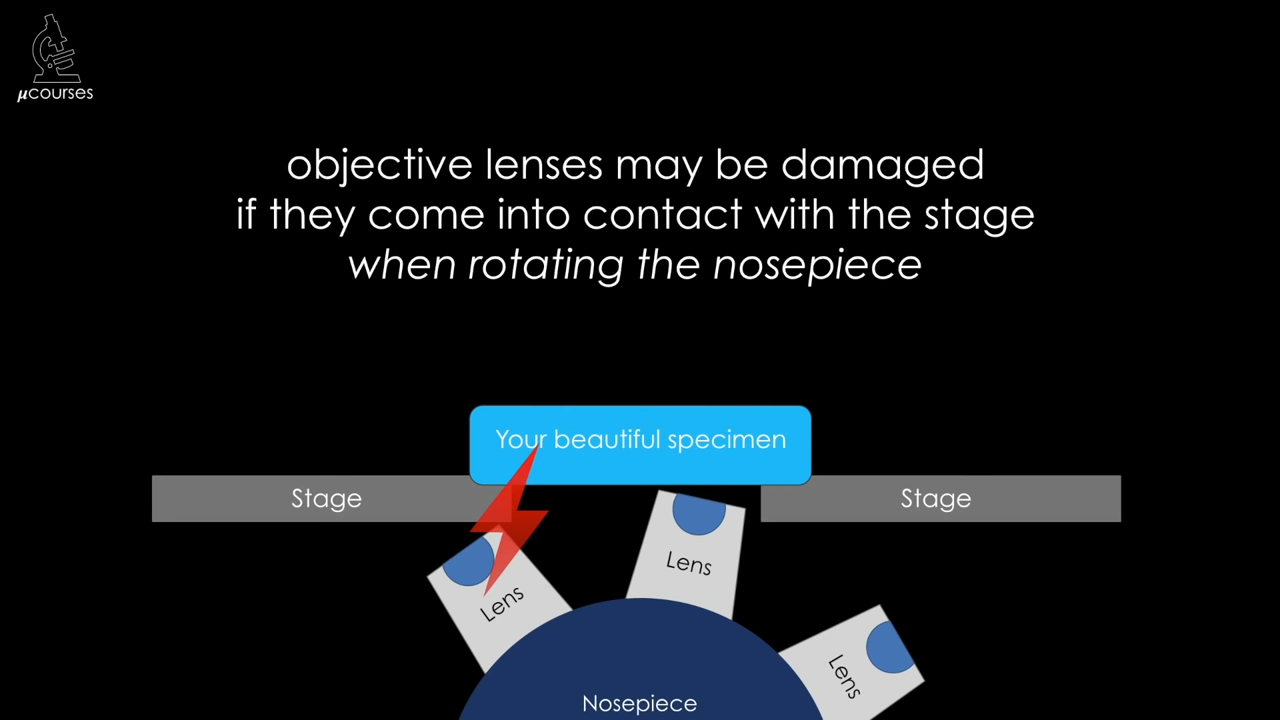 µcourses
objective lenses may be damaged
if they come into contact with the stage
when rotating the nosepiece
Your beautiful specimen
Stage
Stage
Lens
Lens
Lens
Nosepiece